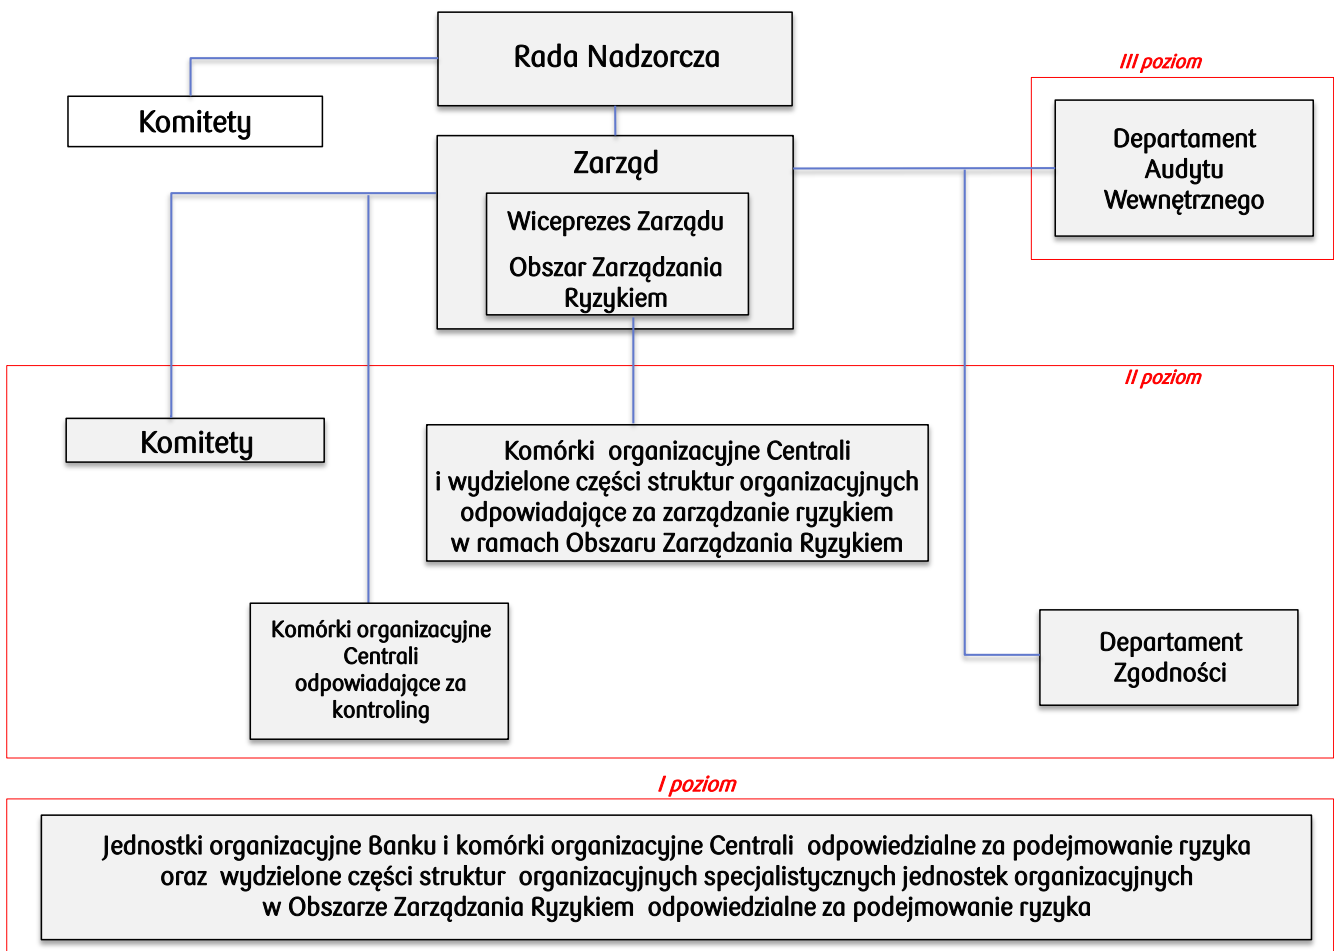 Rada Nadzorcza
III poziom
Komitety
Departament
Audytu
Wewnętrznego
Zarząd
Wiceprezes Zarządu
Obszar Zarządzania
Ryzykiem
II poziom
Komitety
Komórki organizacyjne Centrali
i wydzielone części struktur organizacyjnych
odpowiadające za zarządzanie ryzykiem
w ramach Obszaru Zarządzania Ryzykiem
Komórki organizacyjne
Centrali
odpowiadające za
kontroling
Departament
Zgodności
I poziom
Jednostki organizacyjne Banku i komórki organizacyjne Centrali odpowiedzialne za podejmowanie ryzyka
oraz wydzielone części struktur organizacyjnych specjalistycznych jednostek organizacyjnych
w Obszarze Zarządzania Ryzykiem odpowiedzialne za podejmowanie ryzyka